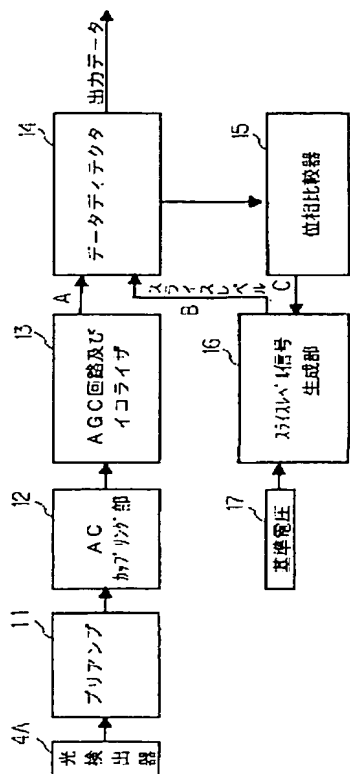 4A
光検出器
11
プリアンプ
12
AC
カップリング部
13
AGC回路及び
イコライザ
A
14
データディテクタ
出力データ
スライスレベル
B
15
位相比較器
C
16
スライスレベル信号
生成部
17
基準電圧